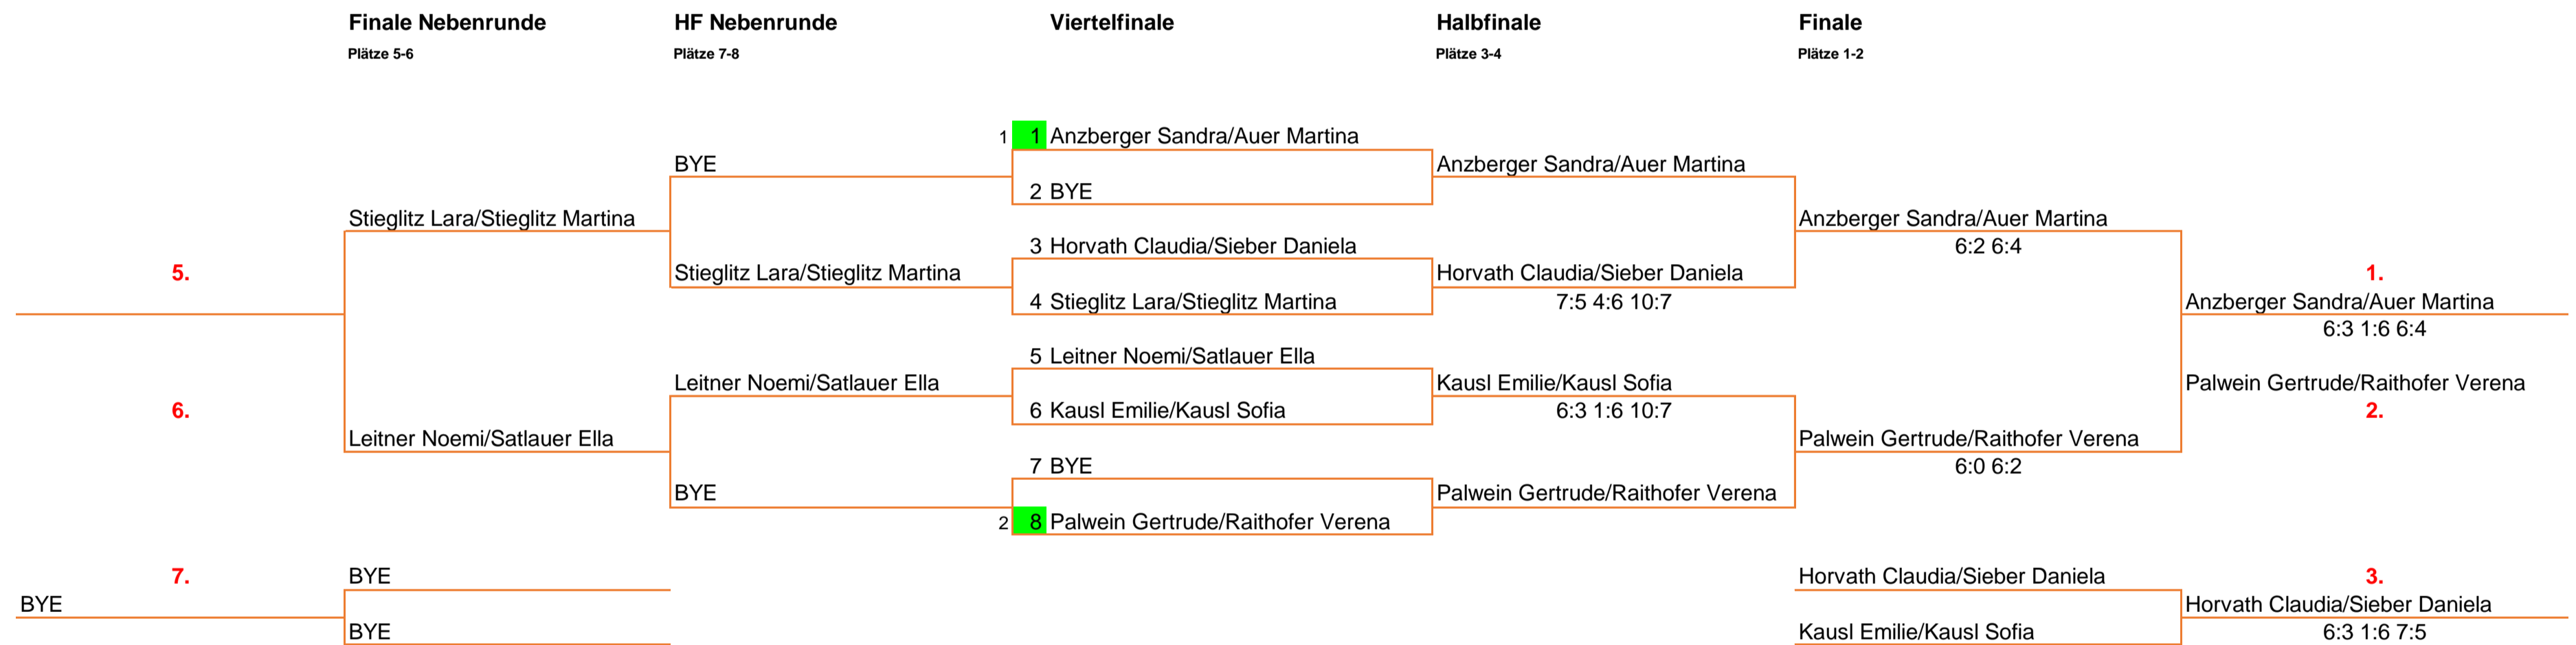 Finale Nebenrunde HF Nebenrunde Viertelfinale Halbfinale Finale
Plätze 5-6 Plätze 7-8 Plätze 3-4 Plätze 1-2
1 1 Anzberger Sandra/Auer Martina
BYE Anzberger Sandra/Auer Martina
2 BYE
Stieglitz Lara/Stieglitz Martina Anzberger Sandra/Auer Martina
3 Horvath Claudia/Sieber Daniela 6:2 6:4
5. Stieglitz Lara/Stieglitz Martina Horvath Claudia/Sieber Daniela 1.
4 Stieglitz Lara/Stieglitz Martina 7:5 4:6 10:7 Anzberger Sandra/Auer Martina
6:3 1:6 6:4
5 Leitner Noemi/Satlauer Ella
Leitner Noemi/Satlauer Ella Kausl Emilie/Kausl Sofia Palwein Gertrude/Raithofer Verena
6. 6 Kausl Emilie/Kausl Sofia 6:3 1:6 10:7 2.
Leitner Noemi/Satlauer Ella Palwein Gertrude/Raithofer Verena
7 BYE 6:0 6:2
BYE Palwein Gertrude/Raithofer Verena
2 8 Palwein Gertrude/Raithofer Verena
7. BYE Horvath Claudia/Sieber Daniela 3.
BYE Horvath Claudia/Sieber Daniela
BYE Kausl Emilie/Kausl Sofia 6:3 1:6 7:5